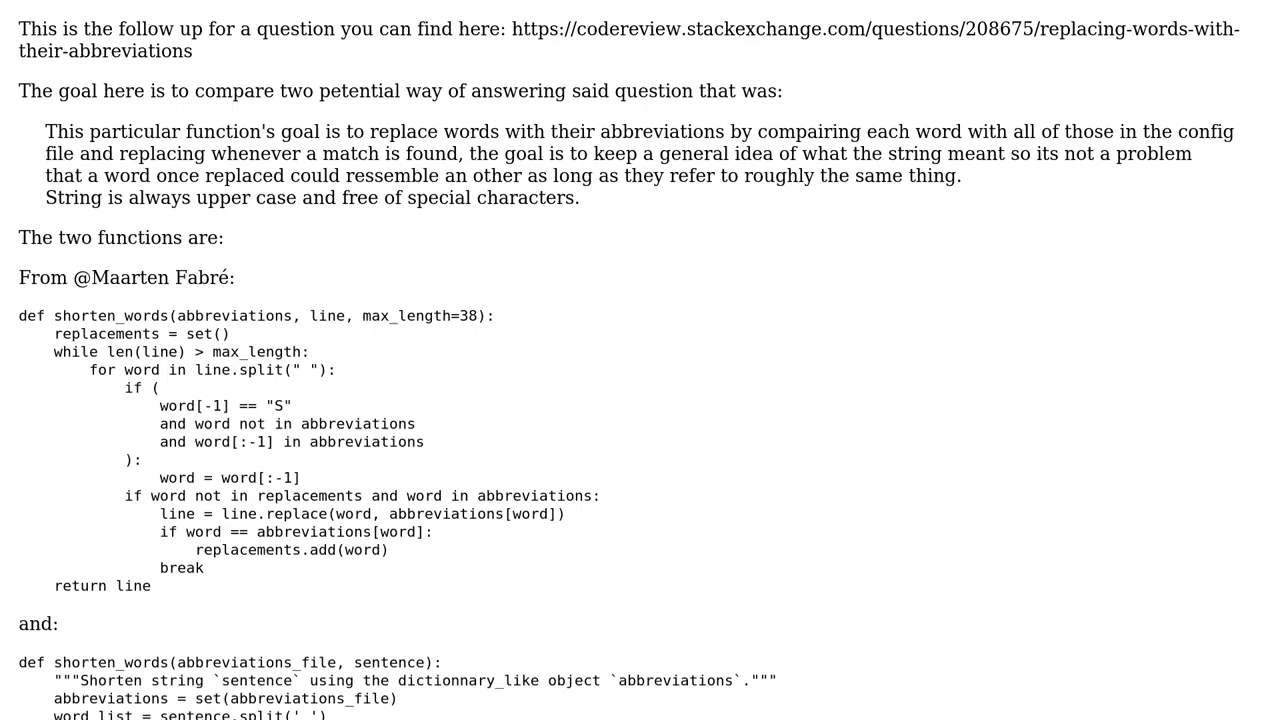 This is the follow up for a question you can find here: https://codereview.stackexchange.com/questions/208675/replacing-words-with-
their-abbreviations
The goal here is to compare two petential way of answering said question that was:
This particular function's goal is to replace words with their abbreviations by compairing each word with all of those in the config
file and replacing whenever a match is found, the goal is to keep a general idea of what the string meant so its not a problem
that a word once replaced could ressemble an other as long as they refer to roughly the same thing.
String is always upper case and free of special characters.
The two functions are:
From @Maarten Fabré:
def shorten_words(abbreviations, line, max_length=38):
    replacements = set()
    while len(line) > max_length:
        for word in line.split(" "):
            if (
                word[-1] == "S"
                and word not in abbreviations
                and word[:-1] in abbreviations
            ):
                word = word[:-1]
            if word not in replacements and word in abbreviations:
                line = line.replace(word, abbreviations[word])
                if word == abbreviations[word]:
                    replacements.add(word)
                break
    return line
and:
def shorten_words(abbreviations_file, sentence):
    """Shorten string `sentence` using the dictionnary_like object `abbreviations`."""
    abbreviations = set(abbreviations_file)
    word_list = sentence.split(' ')